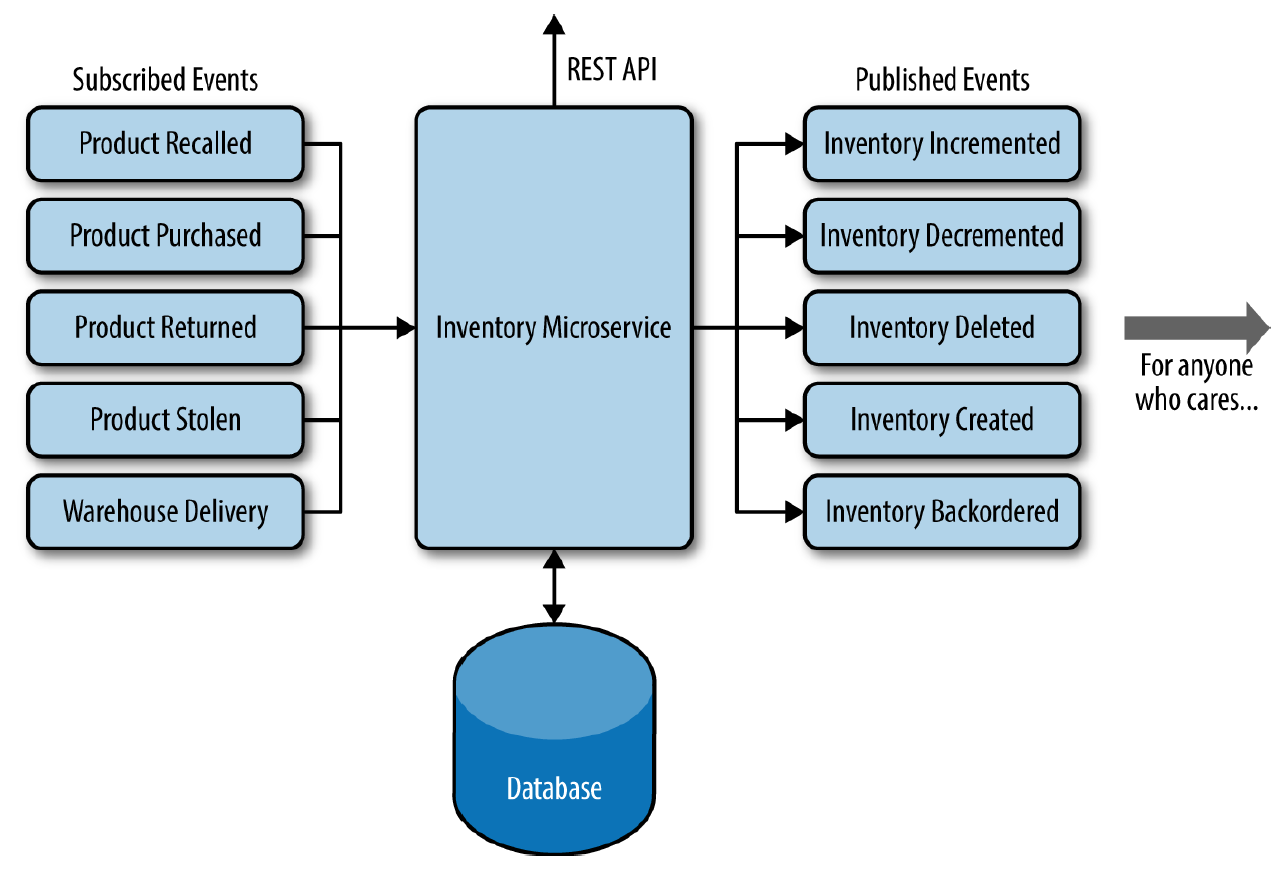 REST API
Subscribed Events
Product Recalled
Product Purchased
Product Returned
Product Stolen
Warehouse Delivery
Inventory Microservice
Database
Published Events
Inventory Incremented
Inventory Decremented
Inventory Deleted
Inventory Created
Inventory Backordered
For anyone
who cares...